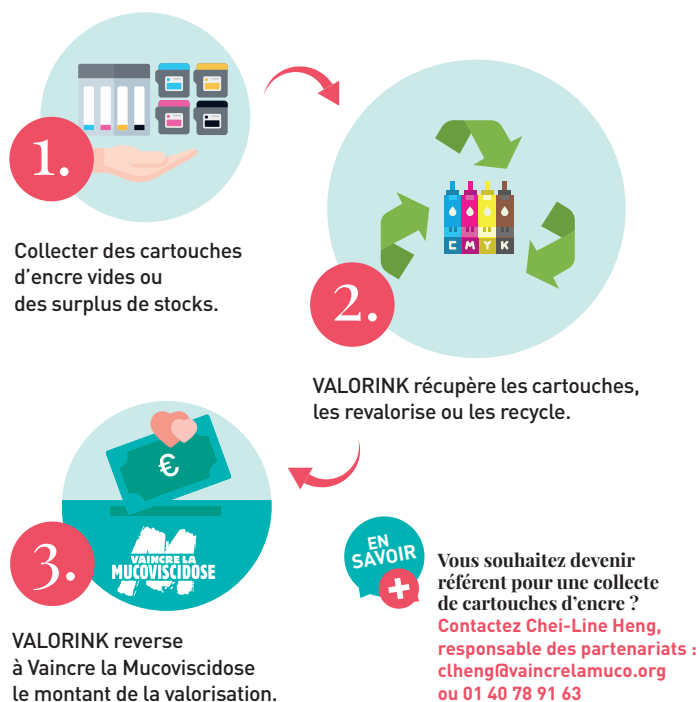 1.
Collecter des cartouches
d'encre vides ou
des surplus de stocks.
C M Y K
2.
VALORINK récupère les cartouches,
les revalorise ou les recycle.
€
VAINCRE LA
MUCOVISCIDOSE
3.
VALORINK reverse
à Vaincre la Mucoviscidose
le montant de la valorisation.
EN
SAVOIR
+
Vous souhaitez devenir
référent pour une collecte
de cartouches d'encre ?
Contactez Chei-Line Heng,
responsable des partenariats :
clheng@vaincrelamuco.org
ou 01 40 78 91 63